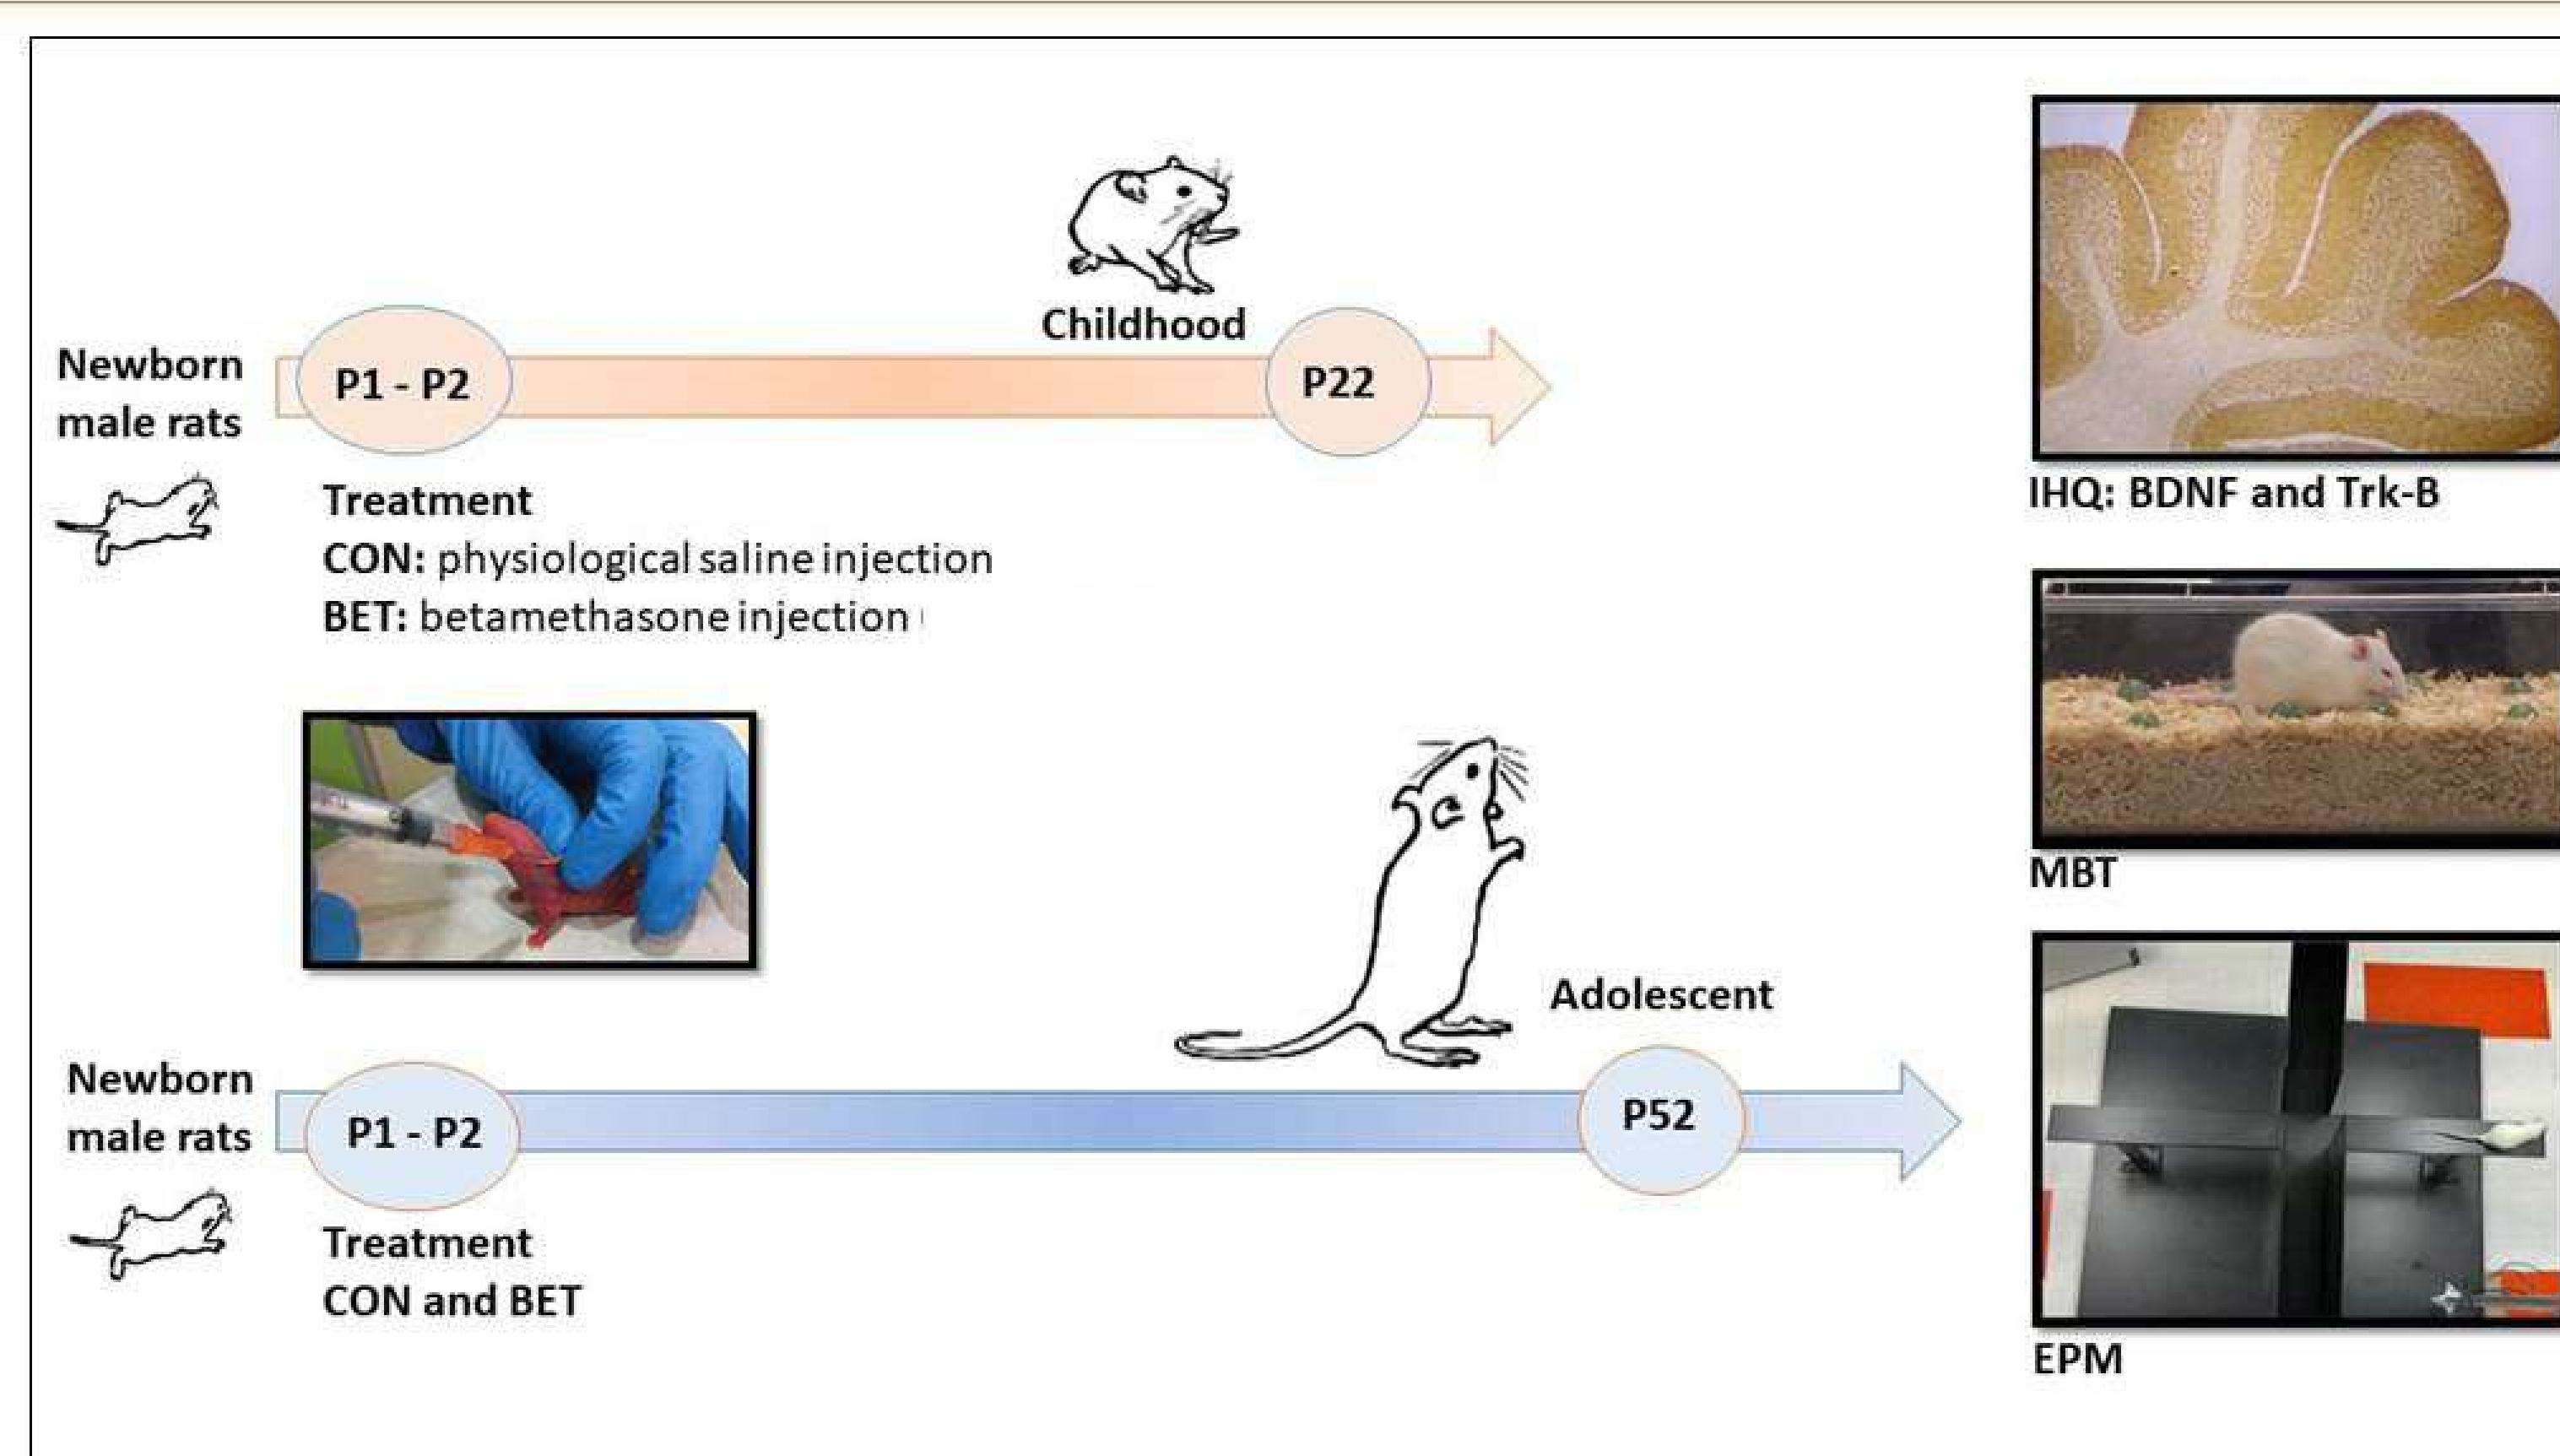 Childhood
Newborn
male rats
P1 - P2
P22
Treatment
CON: physiological saline injection
BET: betamethasone injection
IHQ: BDNF and Trk-B
MBT
Adolescent
Newborn
male rats
P1 - P2
P52
Treatment
CON and BET
EPM